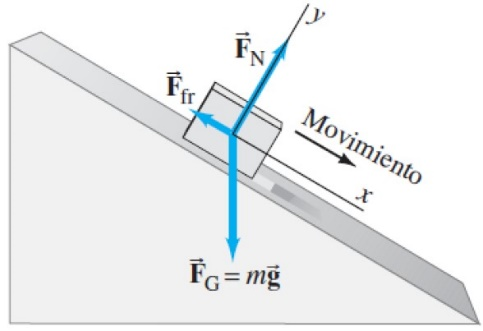 y
F⃗N
F⃗fr
Movimiento
x
F⃗G = mg⃗